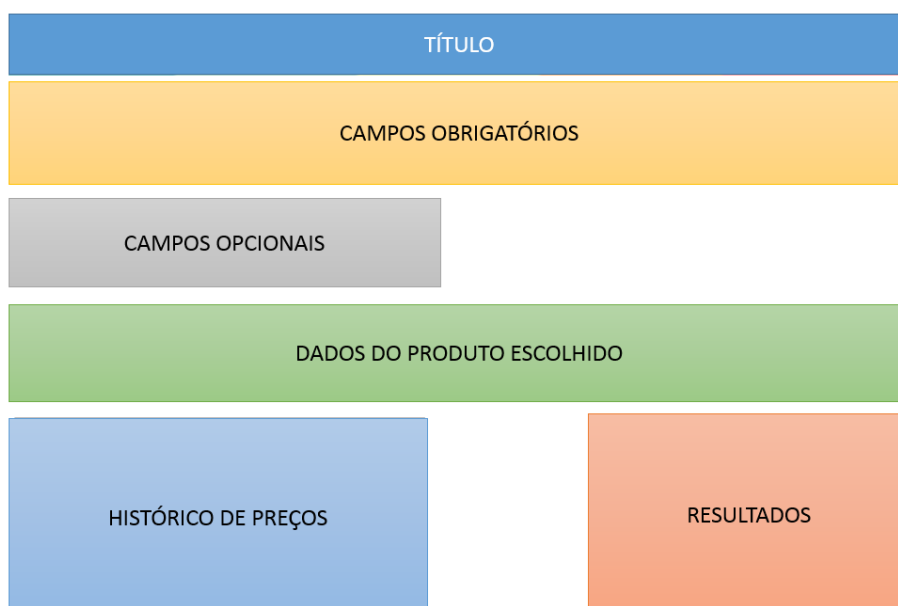 TÍTULO
CAMPOS OBRIGATÓRIOS
CAMPOS OPCIONAIS
DADOS DO PRODUTO ESCOLHIDO
HISTÓRICO DE PREÇOS
RESULTADOS